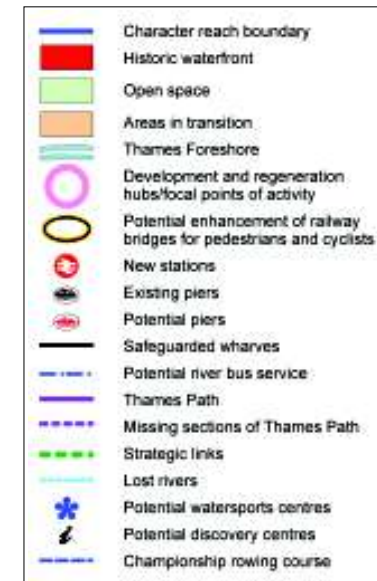 Character reach boundary
Historic waterfront
Open space
Areas in transition
Thames Foreshore
Development and regeneration
hubs/focal points of activity
Potential enhancement of railway
bridges for pedestrians and cyclists
New stations
Existing piers
Potential piers
Safeguarded wharves
Potential river bus service
Thames Path
Missing sections of Thames Path
Strategic links
Lost rivers
Potential watersports centres
Potential discovery centres
Championship rowing course